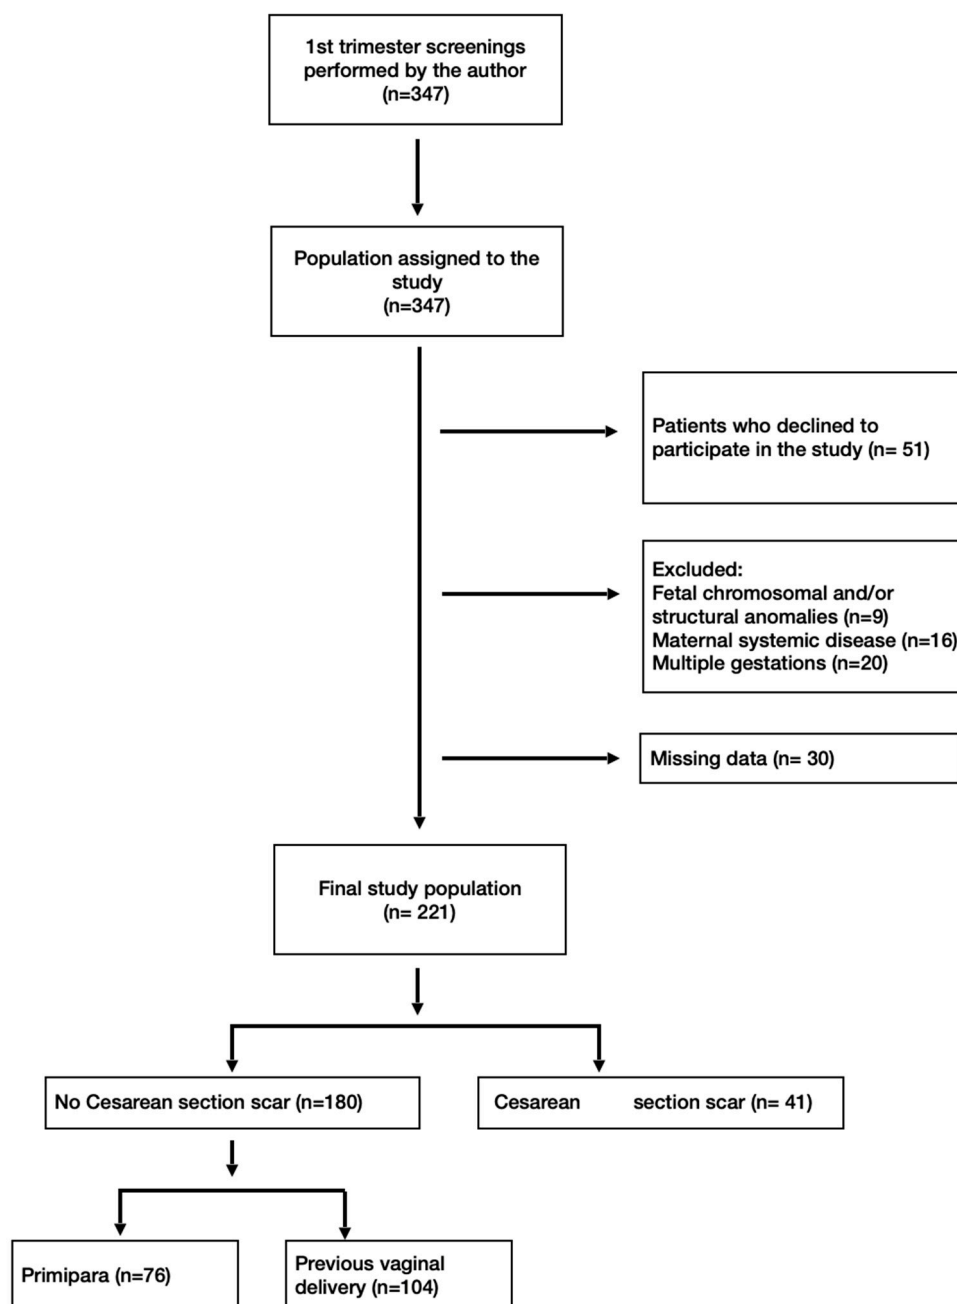 1st trimester screenings
performed by the author
(n=347)
Population assigned to the
study
(n=347)
Patients who declined to
participate in the study (n= 51)
Excluded:
Fetal chromosomal and/or
structural anomalies (n=9)
Maternal systemic disease (n=16)
Multiple gestations (n=20)
Missing data (n= 30)
Final study population
(n= 221)
No Cesarean section scar (n=180)
Cesarean section scar (n= 41)
Primipara (n=76)
Previous vaginal
delivery (n=104)